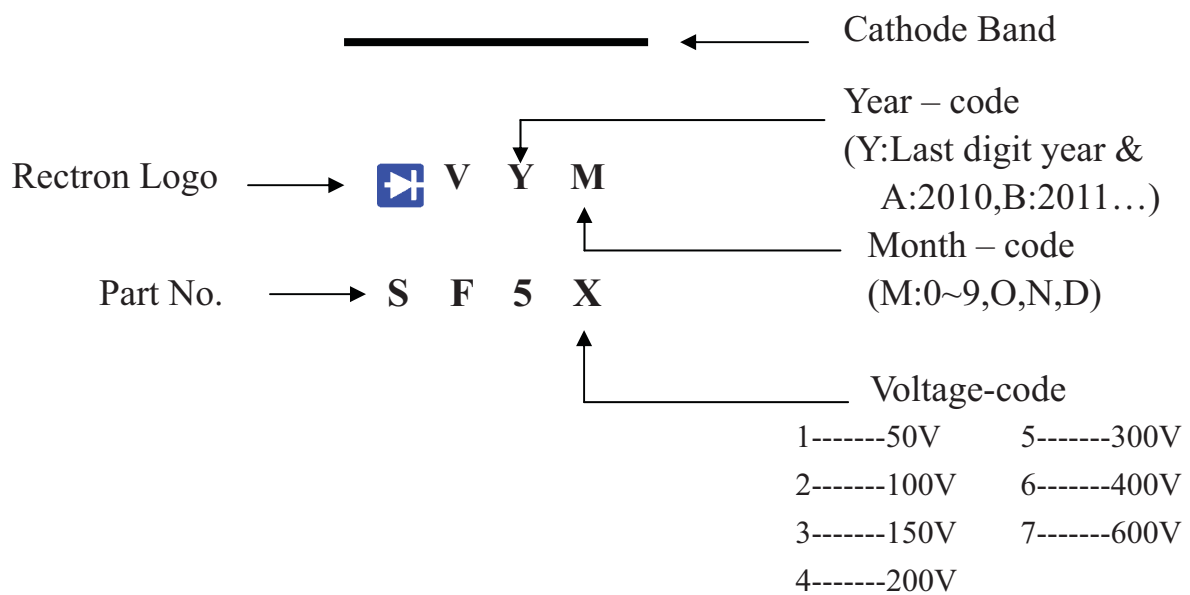 Cathode Band
Year – code
(Y:Last digit year &
A:2010,B:2011…)
Rectron Logo
V Y M
Month – code
(M:0~9,O,N,D)
Part No.
S F 5 X
Voltage-code
1-------50V 5-------300V
2-------100V 6-------400V
3-------150V 7-------600V
4-------200V